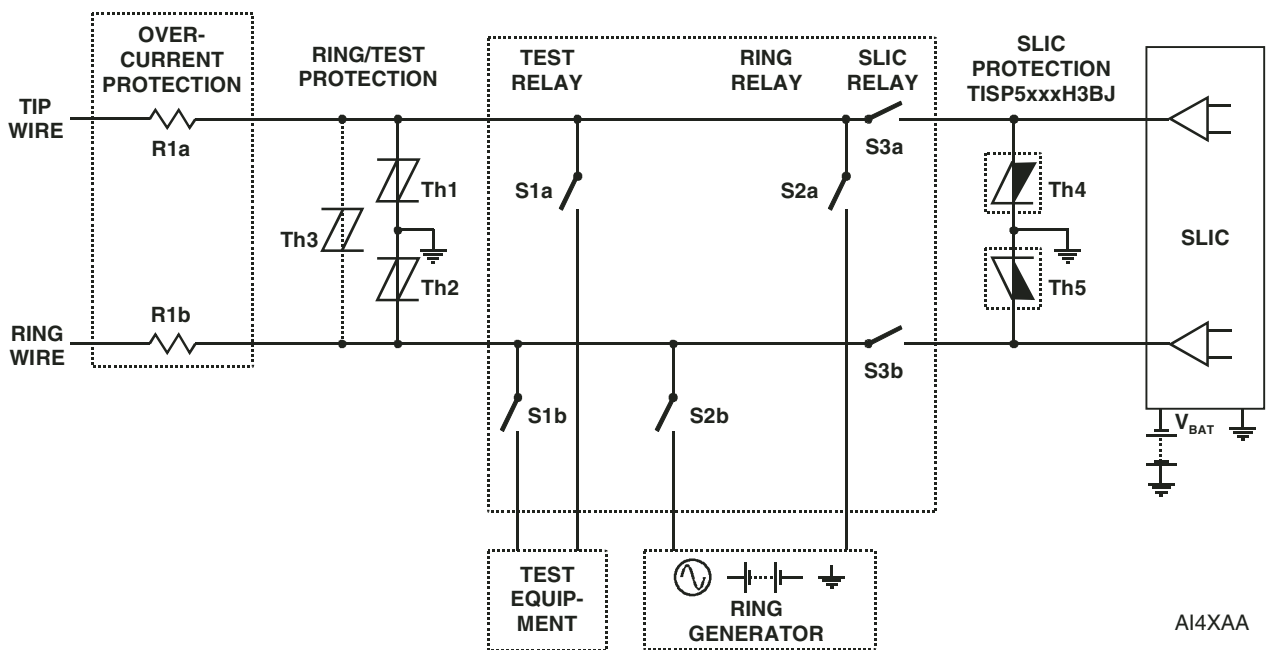 OVER-
CURRENT
PROTECTION
RING/TEST
PROTECTION
TEST
RELAY
RING
RELAY
SLIC
RELAY
SLIC
PROTECTION
TISP5xxxH3BJ
TIP
WIRE
R1a
S3a
Th1
S1a
S2a
Th4
Th3
SLIC
Th2
Th5
R1b
RING
WIRE
S3b
S1b
S2b
VBAT
TEST
EQUIP-
MENT
RING
GENERATOR
AI4XAA